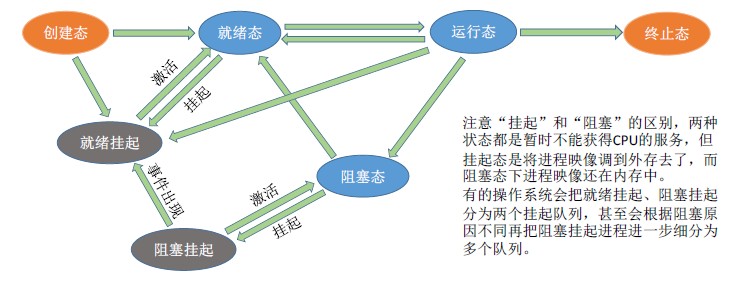 创建态
就绪态
运行态
终止态
激活
挂起
就绪挂起
阻塞态
事件出现
激活
挂起
阻塞挂起
注意“挂起”和“阻塞”的区别，两种
状态都是暂时不能获得CPU的服务，但
挂起态是将进程映像调到外存去了，而
阻塞态下进程映像还在内存中。
有的操作系统会把就绪挂起、阻塞挂起
分为两个挂起队列，甚至会根据阻塞原
因不同再把阻塞挂起进程进一步细分为
多个队列。